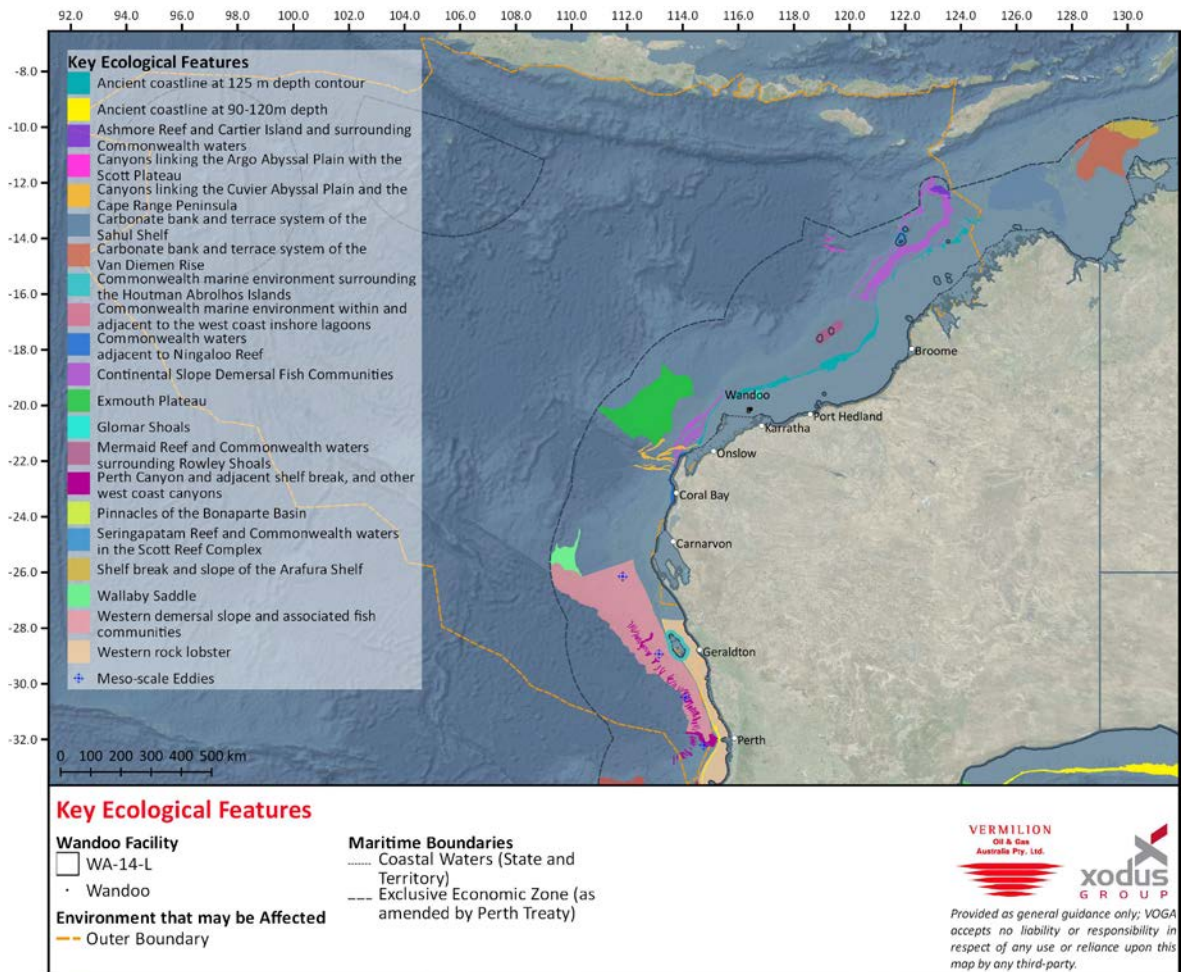 92.0 94.0 96.0 98.0 100.0 102.0 104.0 106.0 108.0 110.0 112.0 114.0 116.0 118.0 120.0 122.0 124.0 126.0 128.0 130.0
-8.0
-10.0
-12.0
-14.0
-16.0
-18.0
-20.0
-22.0
-24.0
-26.0
-28.0
-30.0
-32.0
Key Ecological Features
Ancient coastline at 125 m depth contour
Ancient coastline at 90-120m depth
Ashmore Reef and Cartier Island and surrounding
Commonwealth waters
Canyons linking the Argo Abyssal Plain with the
Scott Plateau
Canyons linking the Cuvier Abyssal Plain and the
Cape Range Peninsula
Carbonate bank and terrace system of the
Sahul Shelf
Carbonate bank and terrace system of the
Van Diemen Rise
Commonwealth marine environment surrounding
the Houtman Abrolhos Islands
Commonwealth marine environment within and
adjacent to the west coast inshore lagoons
Commonwealth waters
adjacent to Ningaloo Reef
Continental Slope Demersal Fish Communities
Exmouth Plateau
Glomar Shoals
Mermaid Reef and Commonwealth waters
surrounding Rowley Shoals
Perth Canyon and adjacent shelf break, and other
west coast canyons
Pinnacles of the Bonaparte Basin
Seringapatam Reef and Commonwealth waters
in the Scott Reef Complex
Shelf break and slope of the Arafura Shelf
Wallaby Saddle
Western demersal slope and associated fish
communities
Western rock lobster
Meso-scale Eddies
0 100 200 300 400 500 km
Broome
Wandoo
Port Hedland
Karratha
Onslow
Coral Bay
Carnarvon
Geraldton
Perth
Key Ecological Features
Wandoo Facility
WA-14-L
Wandoo
Environment that may be Affected
Outer Boundary
Maritime Boundaries
Coastal Waters (State and
Territory)
Exclusive Economic Zone (as
amended by Perth Treaty)
VERMILION
Oil & Gas
Australia Pty. Ltd.
xodus
GROUP
Provided as general guidance only; VOGA
accepts no liability or responsibility in
respect of any use or reliance upon this
map by any third-party.